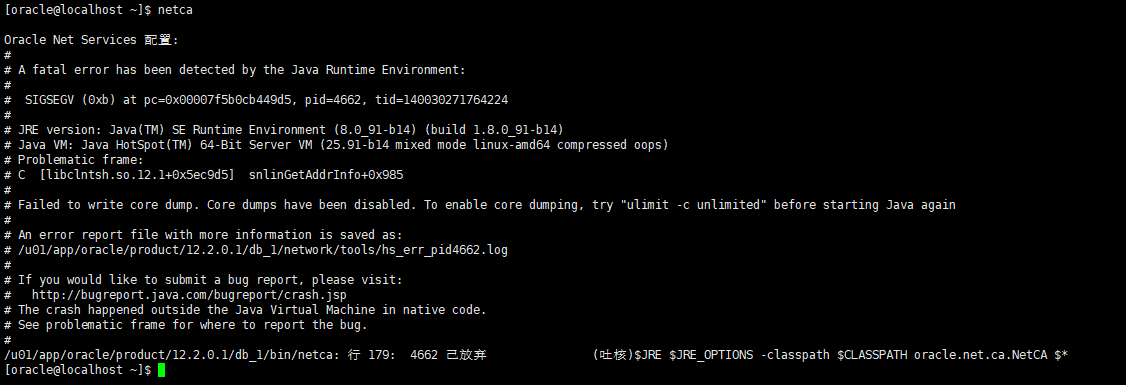 [oracle@localhost ~]$ netca
Oracle Net Services 配置:
#
# A fatal error has been detected by the Java Runtime Environment:
#
#  SIGSEGV (0xb) at pc=0x00007f5b0cb449d5, pid=4662, tid=140030271764224
#
# JRE version: Java(TM) SE Runtime Environment (8.0_91-b14) (build 1.8.0_91-b14)
# Java VM: Java HotSpot(TM) 64-Bit Server VM (25.91-b14 mixed mode linux-amd64 compressed oops)
# Problematic frame:
# C  [libclntsh.so.12.1+0x5ec9d5]  snlinGetAddrInfo+0x985
#
# Failed to write core dump. Core dumps have been disabled. To enable core dumping, try "ulimit -c unlimited" before starting Java again
#
# An error report file with more information is saved as:
# /u01/app/oracle/product/12.2.0.1/db_1/network/tools/hs_err_pid4662.log
#
# If you would like to submit a bug report, please visit:
#   http://bugreport.java.com/bugreport/crash.jsp
# The crash happened outside the Java Virtual Machine in native code.
# See problematic frame for where to report the bug.
#
/u01/app/oracle/product/12.2.0.1/db_1/bin/netca: 行 179:  4662 已放弃               (吐核)$JRE $JRE_OPTIONS -classpath $CLASSPATH oracle.net.ca.NetCA $*
[oracle@localhost ~]$